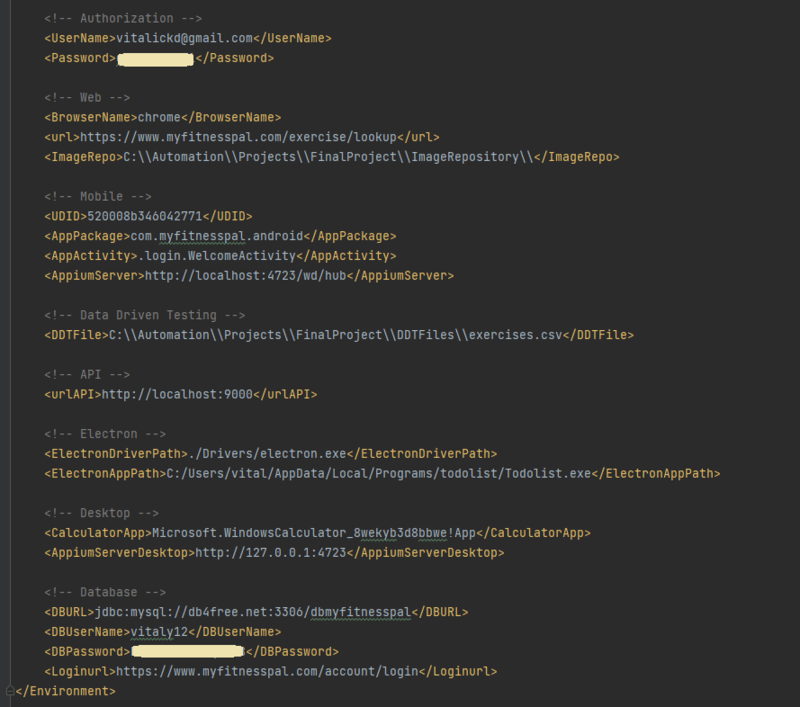 <!-- Authorization -->
<UserName>vitalickd@gmail.com</UserName>
<Password></Password>
<!-- Web -->
<BrowserName>chrome</BrowserName>
<url>https://www.myfitnesspal.com/exercise/lookup</url>
<ImageRepo>C:\\Automation\\Projects\\FinalProject\\ImageRepository\\</ImageRepo>
<!-- Mobile -->
<UDID>520008b346042771</UDID>
<AppPackage>com.myfitnesspal.android</AppPackage>
<AppActivity>.login.WelcomeActivity</AppActivity>
<AppiumServer>http://localhost:4723/wd/hub</AppiumServer>
<!-- Data Driven Testing -->
<DDTFile>C:\\Automation\\Projects\\FinalProject\\DDTFiles\\exercises.csv</DDTFile>
<!-- API -->
<urlAPI>http://localhost:9000</urlAPI>
<!-- Electron -->
<ElectronDriverPath>./Drivers/electron.exe</ElectronDriverPath>
<ElectronAppPath>C:/Users/vital/AppData/Local/Programs/todolist/Todolist.exe</ElectronAppPath>
<!-- Desktop -->
<CalculatorApp>Microsoft.WindowsCalculator_8wekyb3d8bbwe!App</CalculatorApp>
<AppiumServerDesktop>http://127.0.0.1:4723</AppiumServerDesktop>
<!-- Database -->
<DBURL>jdbc:mysql://db4free.net:3306/dbmyfitnesspal</DBURL>
<DBUserName>vitaly12</DBUserName>
<DBPassword></DBPassword>
<Loginurl>https://www.myfitnesspal.com/account/login</Loginurl>
</Environment>